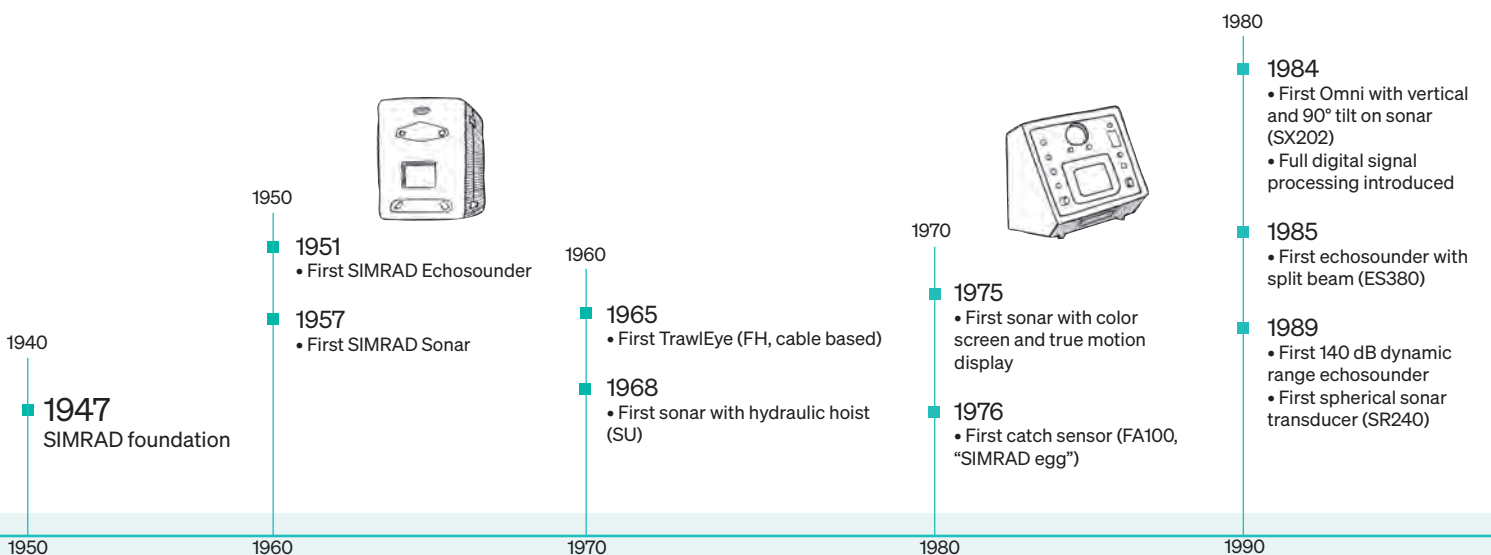 1940
1947
SIMRAD foundation
1950
1950
1951
• First SIMRAD Echosounder
1957
• First SIMRAD Sonar
1960
1960
1965
• First TrawlEye (FH, cable based)
1968
• First sonar with hydraulic hoist
(SU)
1970
1970
1975
• First sonar with color
screen and true motion
display
1976
• First catch sensor (FA100,
“SIMRAD egg”)
1980
1980
1984
• First Omni with vertical
and 90° tilt on sonar
(SX202)
• Full digital signal
processing introduced
1985
• First echosounder with
split beam (ES380)
1989
• First 140 dB dynamic
range echosounder
• First spherical sonar
transducer (SR240)
1990